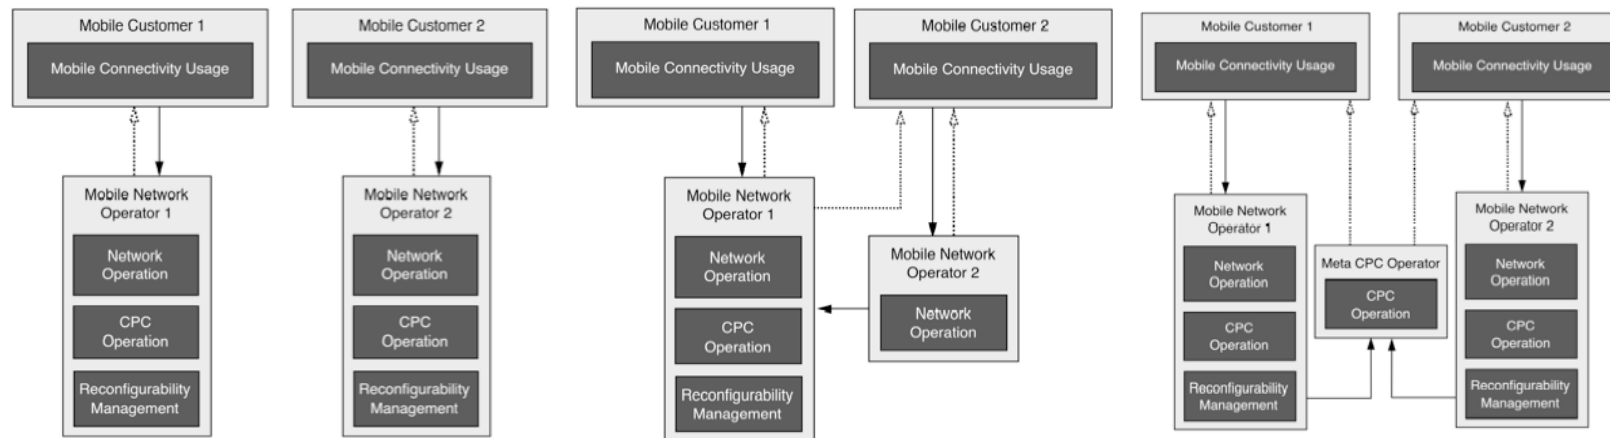 Mobile Customer 1
Mobile Connectivity Usage
Mobile Network
Operator 1
Network
Operation
CPC
Operation
Reconfigurability
Management
Mobile Customer 2
Mobile Connectivity Usage
Mobile Network
Operator 2
Network
Operation
CPC
Operation
Reconfigurability
Management
Mobile Customer 1
Mobile Connectivity Usage
Mobile Network
Operator 1
Network
Operation
CPC
Operation
Reconfigurability
Management
Mobile Customer 2
Mobile Connectivity Usage
Mobile Network
Operator 2
Network
Operation
Mobile Customer 1
Mobile Connectivity Usage
Mobile Network
Operator 1
Network
Operation
CPC
Operation
Reconfigurability
Management
Meta CPC Operator
CPC
Operation
Mobile Customer 2
Mobile Connectivity Usage
Mobile Network
Operator 2
Network
Operation
CPC
Operation
Reconfigurability
Management